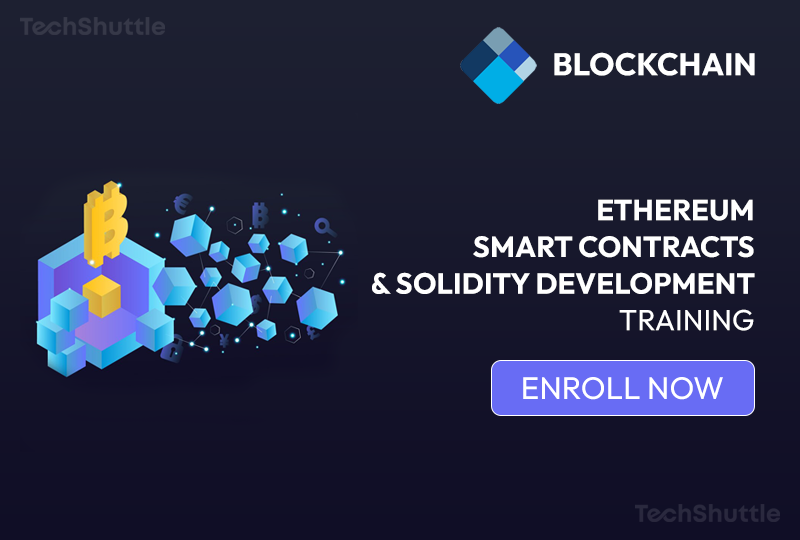 TechShuttle
BLOCKCHAIN
ETHEREUM
SMART CONTRACTS
& SOLIDITY DEVELOPMENT
TRAINING
ENROLL NOW
TechShuttle